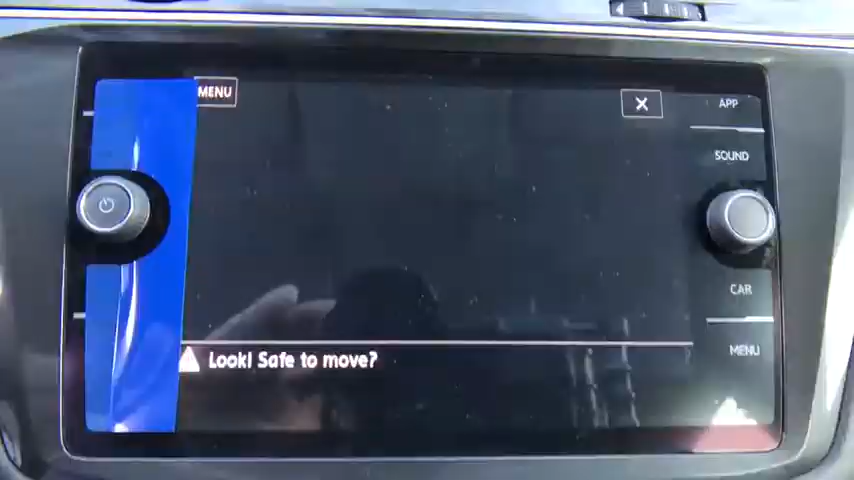 MENU
APP
SOUND
CAR
MENU
Look! Safe to move?